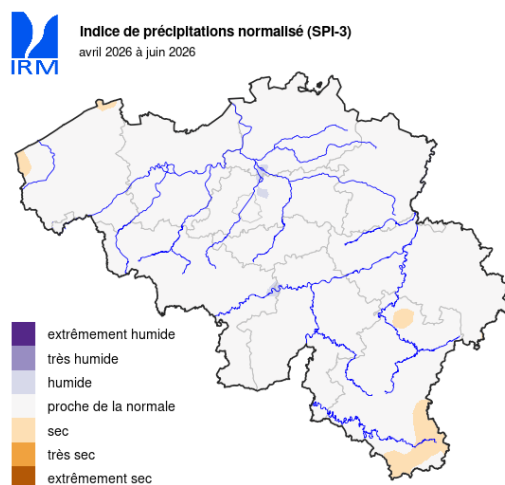 Indice de précipitations normalisé (SPI-3)
avril 2026 à juin 2026
IRM
extrêmement humide
très humide
humide
proche de la normale
sec
très sec
extrêmement sec